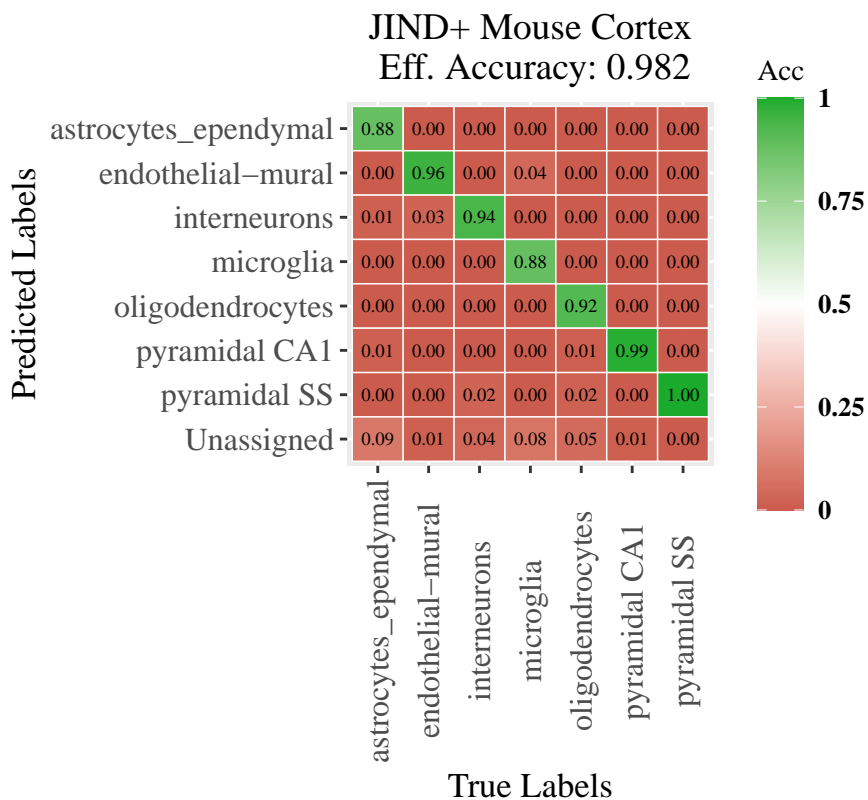 JIND+ Mouse Cortex
Eff. Accuracy: 0.982
Acc
1
0.75
0.5
0.25
0
Predicted Labels
astrocytes_ependymal 0.88 0.00 0.00 0.00 0.00 0.00 0.00
endothelial−mural 0.00 0.96 0.00 0.04 0.00 0.00 0.00
interneurons 0.01 0.03 0.94 0.00 0.00 0.00 0.00
microglia 0.00 0.00 0.00 0.88 0.00 0.00 0.00
oligodendrocytes 0.00 0.00 0.00 0.00 0.92 0.00 0.00
pyramidal CA1 0.01 0.00 0.00 0.00 0.01 0.99 0.00
pyramidal SS 0.00 0.00 0.02 0.00 0.02 0.00 1.00
Unassigned 0.09 0.01 0.04 0.08 0.05 0.01 0.00
astrocytes_ependymal
endothelial−mural
interneurons
microglia
oligodendrocytes
pyramidal CA1
pyramidal SS
True Labels